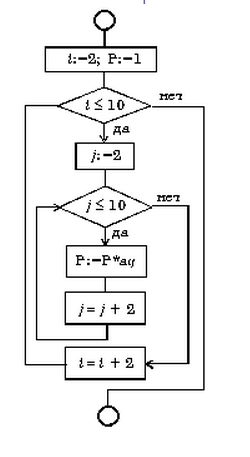 i:=2; P:=1
i ≤ 10
нет
да
j:=2
j ≤ 10
нет
да
P:=P*aij
j = j + 2
i = i + 2